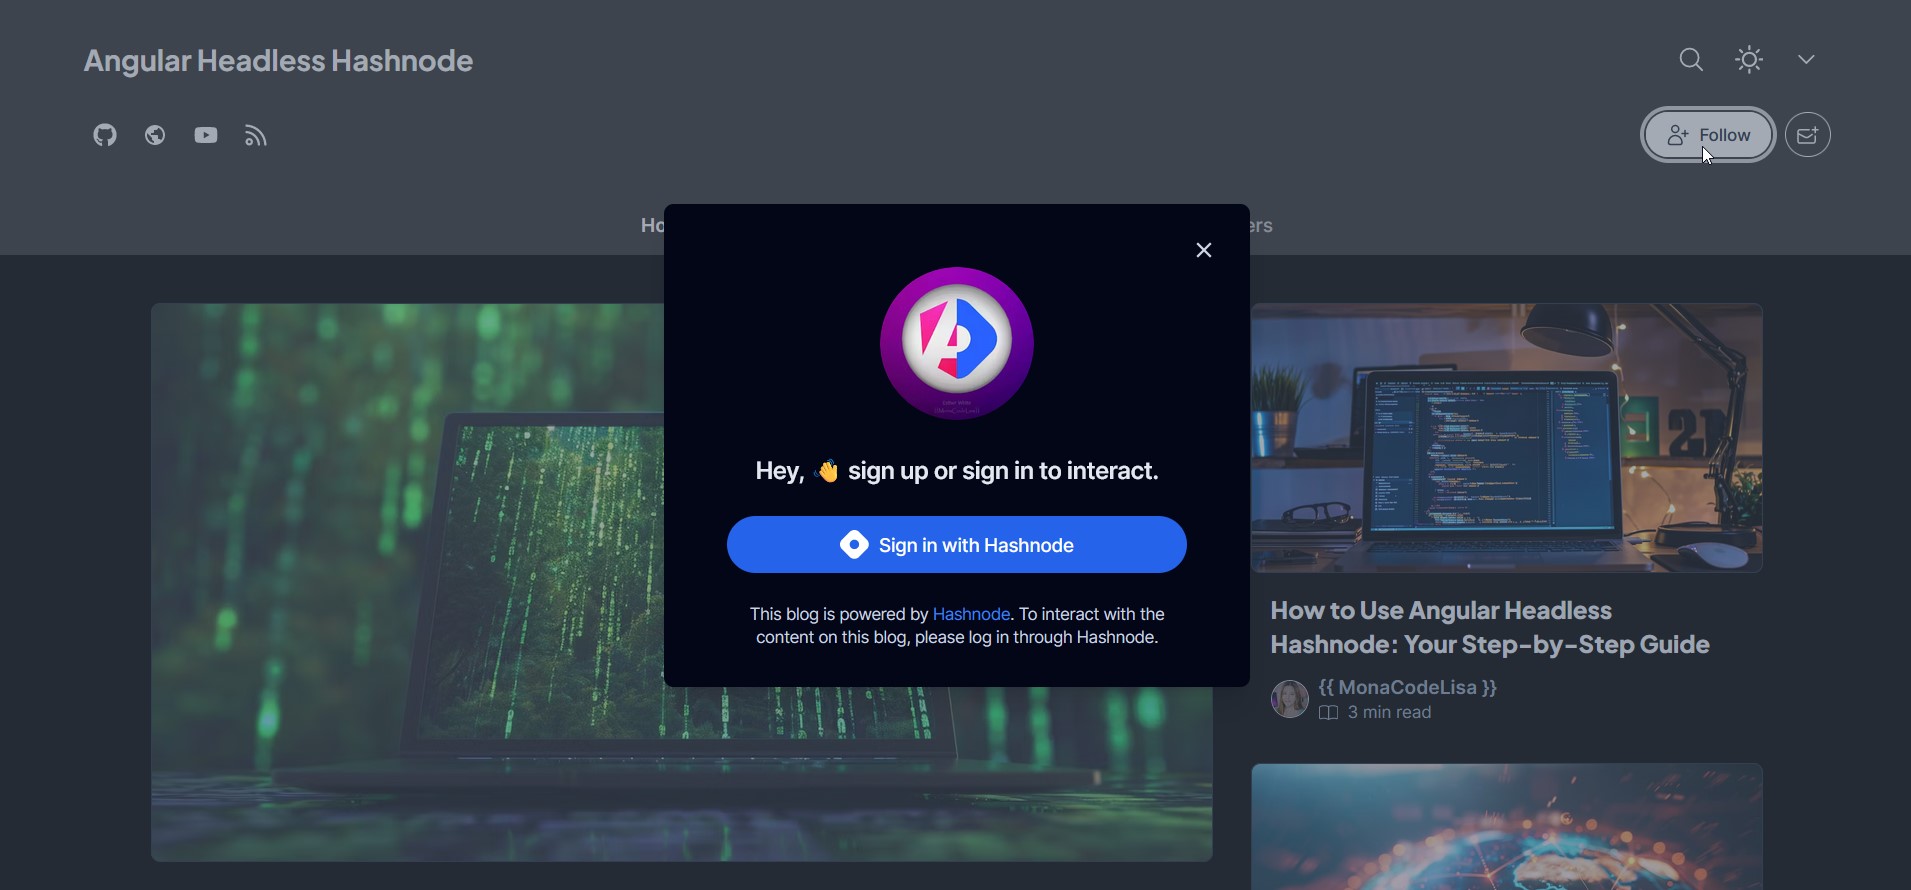 Angular Headless Hashnode
Follow
Ho
ers
Hey, 👋 sign up or sign in to interact.
Sign in with Hashnode
This blog is powered by Hashnode. To interact with the
content on this blog, please log in through Hashnode.
21
How to Use Angular Headless
Hashnode: Your Step-by-Step Guide
{{ MonaCodeLisa }}
3 min read